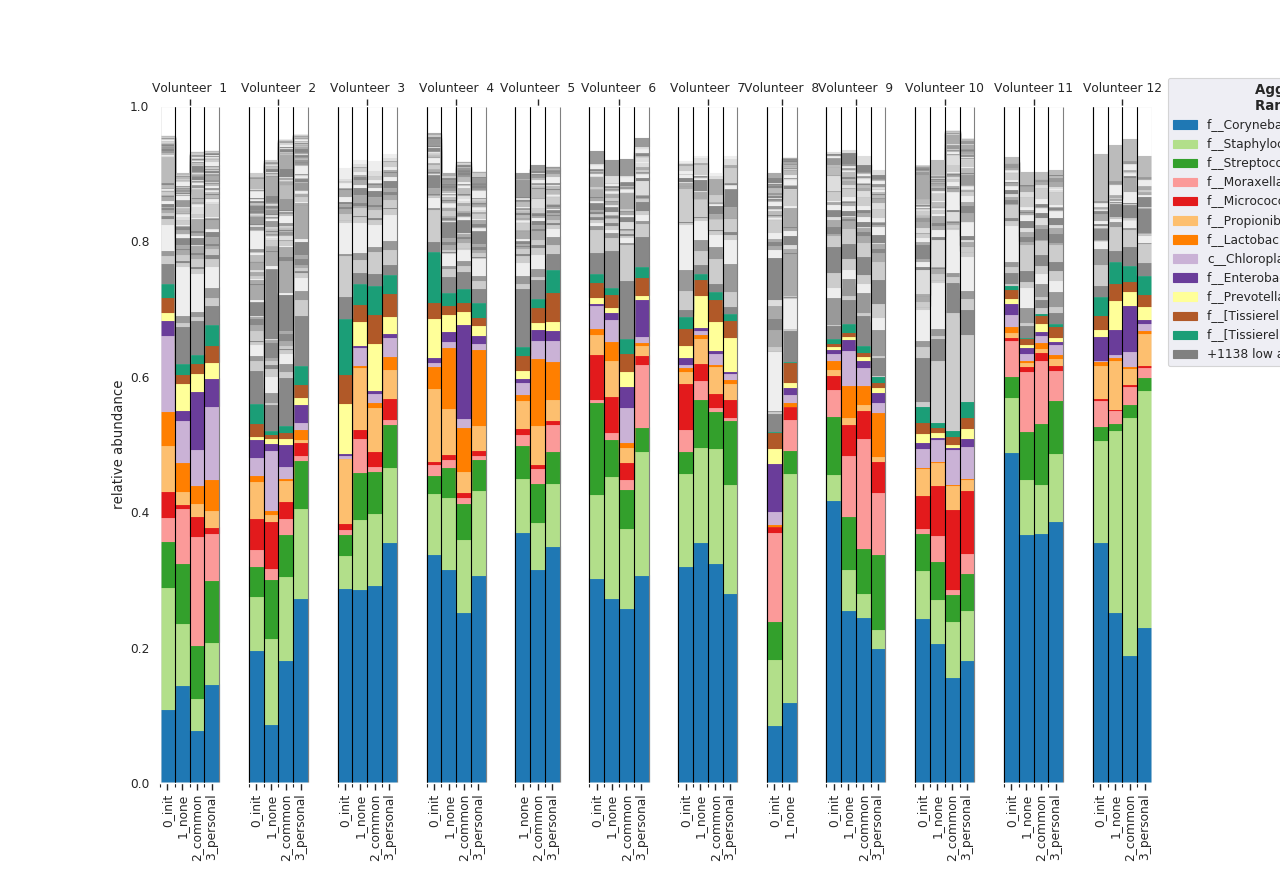 Volunteer 1 Volunteer 2 Volunteer 3 Volunteer 4 Volunteer 5 Volunteer 6 Volunteer 7 Volunteer 8 Volunteer 9 Volunteer 10 Volunteer 11 Volunteer 12
Agg
Ran
f__Coryneba
f__Staphyloc
f__Streptoco
f__Moraxella
f__Micrococc
f__Propionib
f__Lactobac
c__Chloropla
f__Enteroba
f__Prevotella
f__[Tissierel
f__[Tissierel
+1138 low a
relative abundance
1.0
0.8
0.6
0.4
0.2
0.0
0_init 1_none 2_common 3_personal
0_init 1_none 2_common 3_personal
0_init 1_none 2_common 3_personal
0_init 1_none 2_common 3_personal
1_none 2_common 3_personal
0_init 1_none 2_common 3_personal
0_init 1_none 2_common 3_personal
0_init 1_none
0_init 1_none 2_common 3_personal
0_init 1_none 2_common 3_personal
0_init 1_none 2_common 3_personal
0_init 1_none 2_common 3_personal